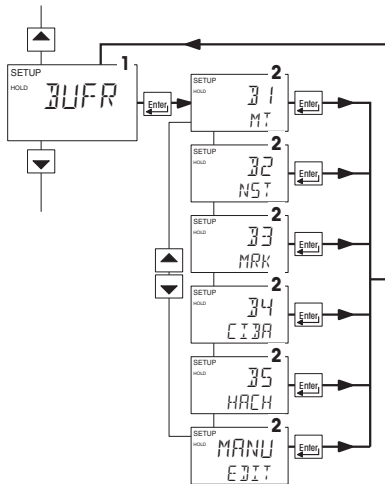 1
SETUP
HOLD
BUFR
Enter
2
SETUP
HOLD
B1
MT
Enter
2
SETUP
HOLD
B2
NST
Enter
2
SETUP
HOLD
B3
MRK
Enter
2
SETUP
HOLD
B4
CIBA
Enter
2
SETUP
HOLD
B5
HACH
Enter
2
SETUP
HOLD
MANU
EDIT
Enter